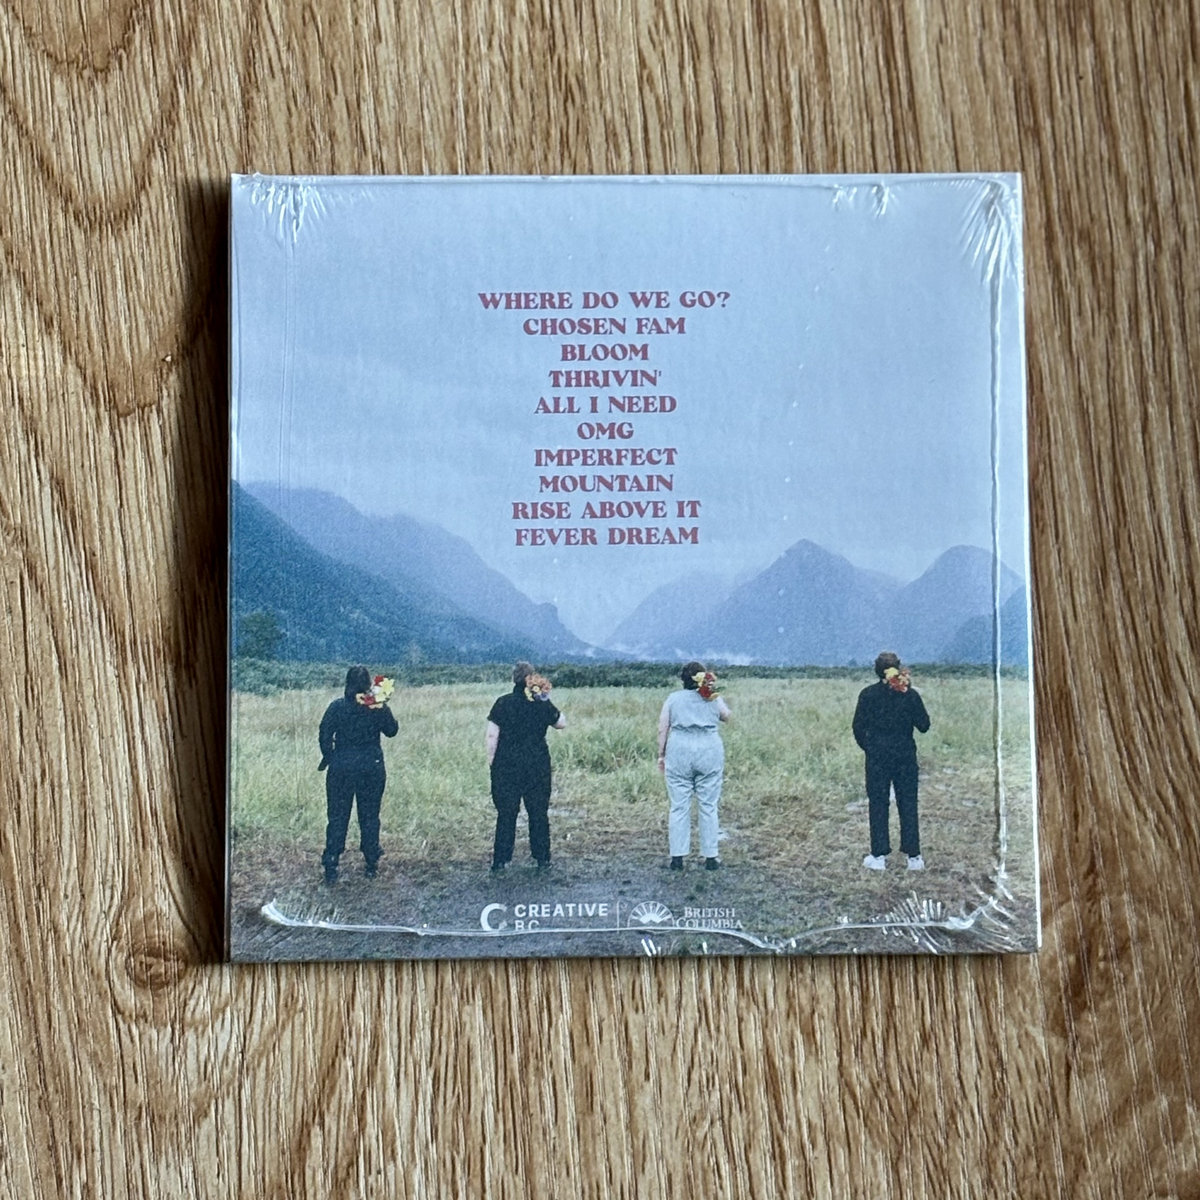 WHERE DO WE GO?
CHOSEN FAM
BLOOM
THRIVIN'
ALL I NEED
OMG
IMPERFECT
MOUNTAIN
RISE ABOVE IT
FEVER DREAM
CREATIVE
BC
BRITISH
COLUMBIA